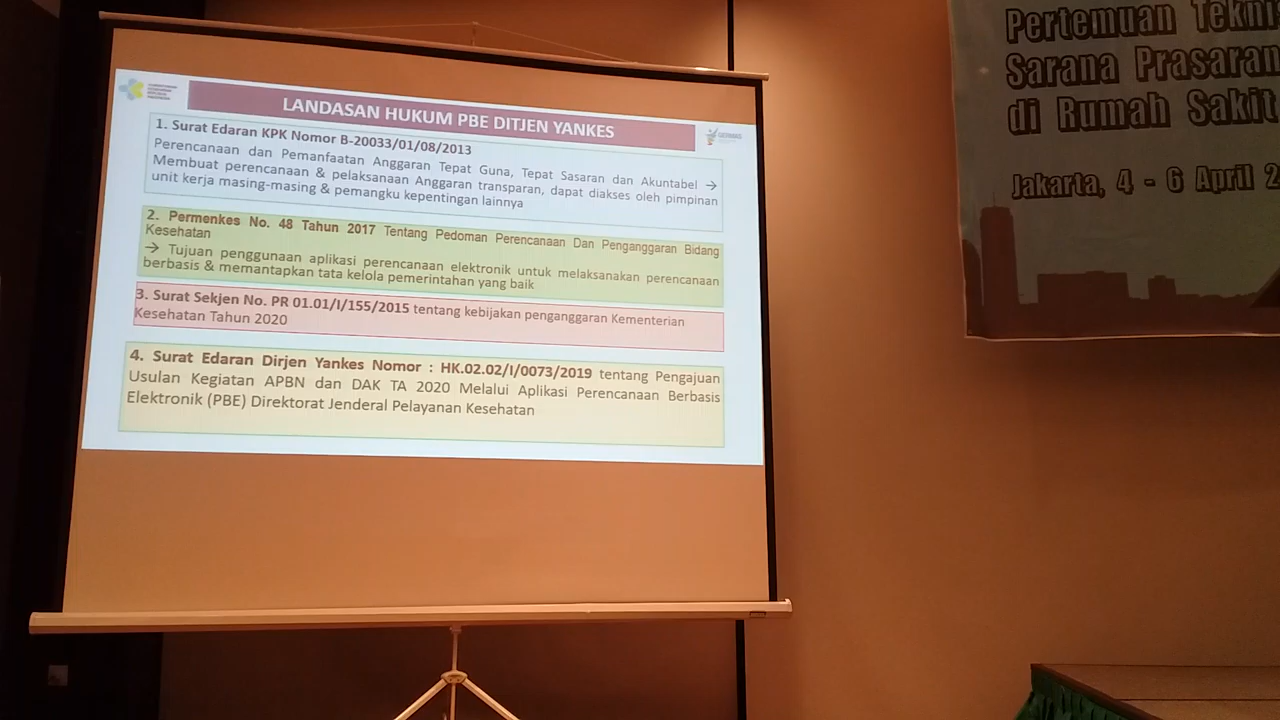 LANDASAN HUKUM PBE DITJEN YANKES
1. Surat Edaran KPK Nomor B-20033/01/08/2013
Perencanaan dan Pemanfaatan Anggaran Tepat Guna, Tepat Sasaran dan Akuntabel →
Membuat perencanaan & pelaksanaan Anggaran transparan, dapat diakses oleh pimpinan
unit kerja masing-masing & pemangku kepentingan lainnya
2. Permenkes No. 48 Tahun 2017 Tentang Pedoman Perencanaan Dan Penganggaran Bidang
Kesehatan
→ Tujuan penggunaan aplikasi perencanaan elektronik untuk melaksanakan perencanaan
berbasis & memantapkan tata kelola pemerintahan yang baik
3. Surat Sekjen No. PR 01.01/I/155/2015 tentang kebijakan penganggaran Kementerian
Kesehatan Tahun 2020
4. Surat Edaran Dirjen Yankes Nomor : HK.02.02/I/0073/2019 tentang Pengajuan
Usulan Kegiatan APBN dan DAK TA 2020 Melalui Aplikasi Perencanaan Berbasis
Elektronik (PBE) Direktorat Jenderal Pelayanan Kesehatan
Pertemuan Tekni
Sarana Prasaran
di Rumah Sakit
Jakarta, 4 - 6 April 2